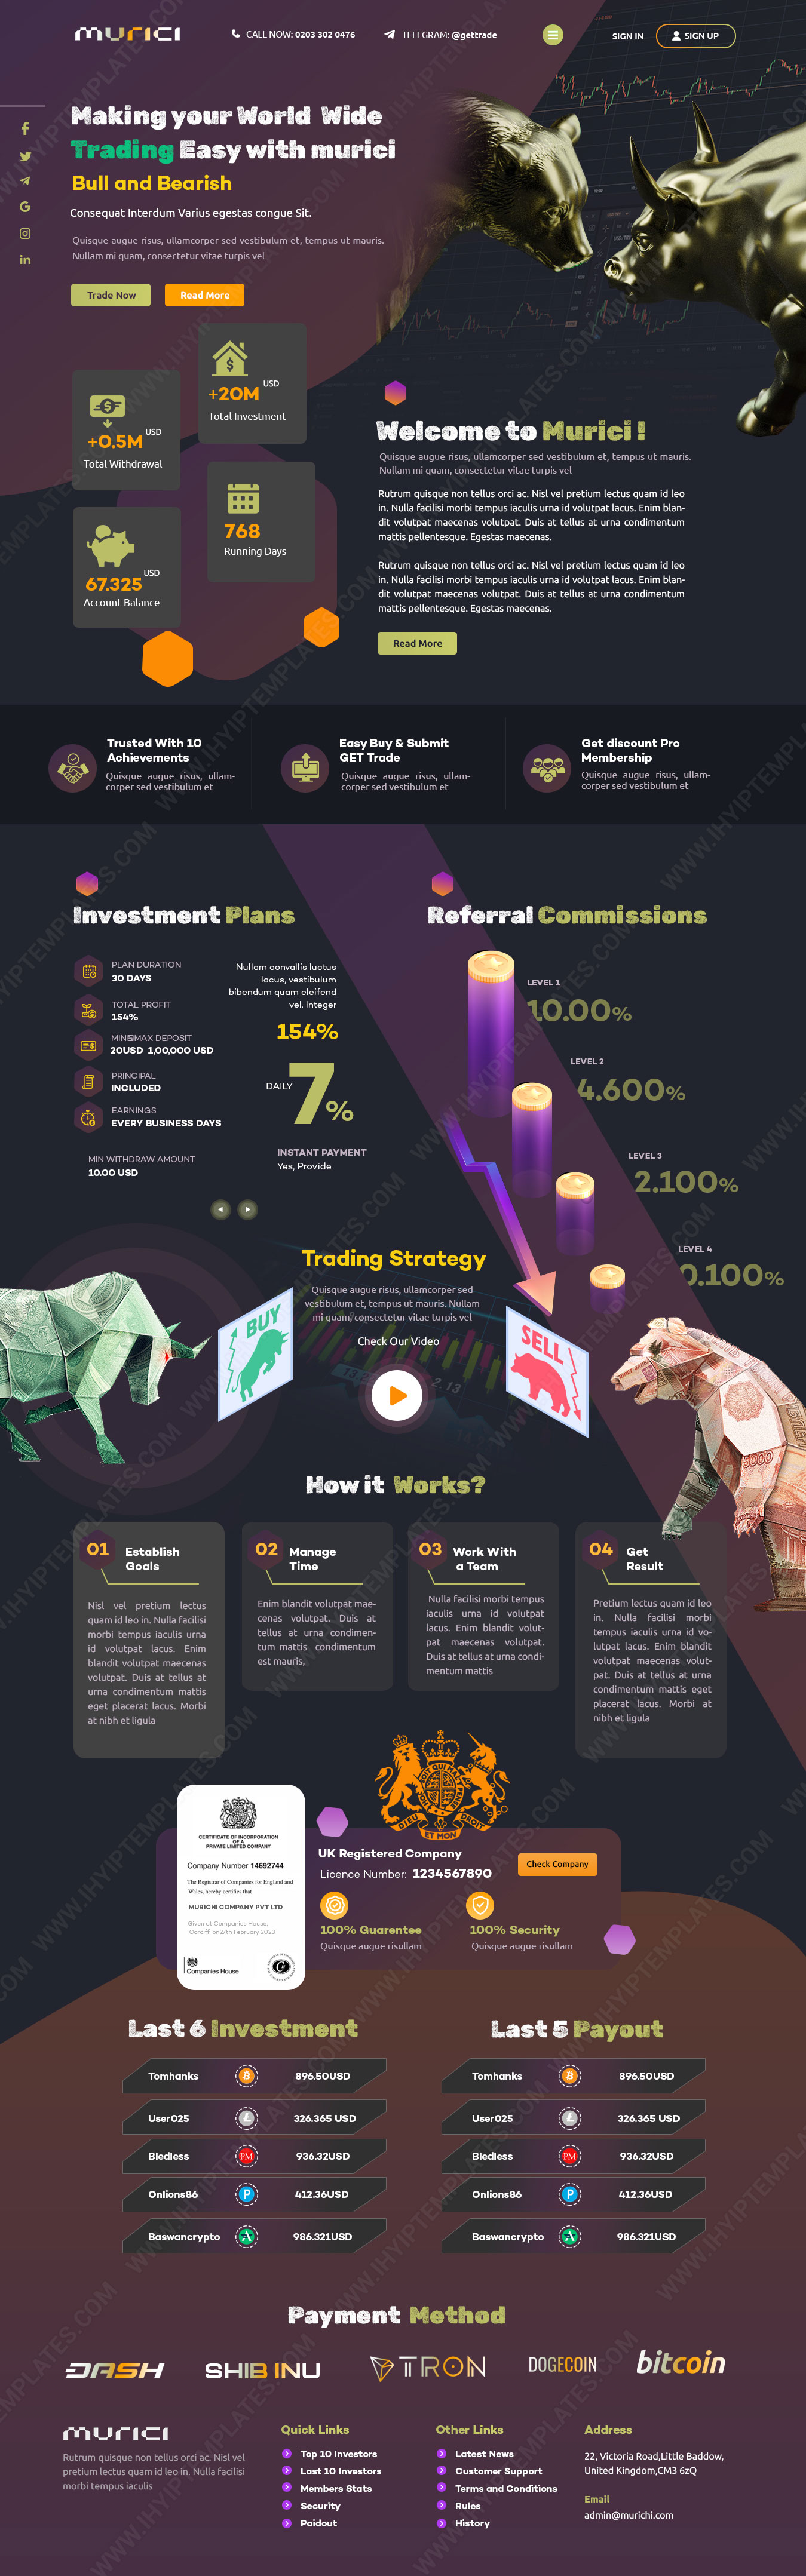 murici
CALL NOW: 0203 302 0476
TELEGRAM: @gettrade
SIGN IN
SIGN UP
Making your World Wide
Trading Easy with murici
Bull and Bearish
Consequat Interdum Varius egestas congue Sit.
Quisque augue risus, ullamcorper sed vestibulum et, tempus ut mauris.
Nullam mi quam, consectetur vitae turpis vel
Trade Now
Read More
+20M USD
Total Investment
+0.5M USD
Total Withdrawal
768
Running Days
67.325 USD
Account Balance
Welcome to Murici !
Quisque augue risus, ullamcorper sed vestibulum et, tempus ut mauris.
Nullam mi quam, consectetur vitae turpis vel
Rutrum quisque non tellus orci ac. Nisl vel pretium lectus quam id leo
in. Nulla facilisi morbi tempus iaculis urna id volutpat lacus. Enim blan-
dit volutpat maecenas volutpat. Duis at tellus at urna condimentum
mattis pellentesque. Egestas maecenas.
Rutrum quisque non tellus orci ac. Nisl vel pretium lectus quam id leo
in. Nulla facilisi morbi tempus iaculis urna id volutpat lacus. Enim blan-
dit volutpat maecenas volutpat. Duis at tellus at urna condimentum
mattis pellentesque. Egestas maecenas.
Read More
Trusted With 10
Achievements
Quisque augue risus, ullam-
corper sed vestibulum et
Easy Buy & Submit
GET Trade
Quisque augue risus, ullam-
corper sed vestibulum et
Get discount Pro
Membership
Quisque augue risus, ullam-
corper sed vestibulum et
Investment Plans
PLAN DURATION
30 DAYS
TOTAL PROFIT
154%
MAX DEPOSIT
20USD 1,00,000 USD
PRINCIPAL
INCLUDED
EARNINGS
EVERY BUSINESS DAYS
MIN WITHDRAW AMOUNT
10.00 USD
Nullam convallis luctus
lacus, vestibulum
bibendum quam eleifend
vel. Integer
154%
DAILY 7%
INSTANT PAYMENT
Yes, Provide
Referral Commissions
LEVEL 1
10.00%
LEVEL 2
4.600%
LEVEL 3
2.100%
LEVEL 4
0.100%
Trading Strategy
Quisque augue risus, ullamcorper sed
vestibulum et, tempus ut mauris. Nullam
mi quam, consectetur vitae turpis vel
Check Our Video
BUY
SELL
How it Works?
01
Establish
Goals
Nisl vel pretium lectus
quam id leo in. Nulla facilisi
morbi tempus iaculis urna
id volutpat lacus. Enim
blandit volutpat maecenas
volutpat. Duis at tellus at
urna condimentum mattis
eget placerat lacus. Morbi
at nibh et ligula
02
Manage
Time
Enim blandit volutpat mae-
cenas volutpat. Duis at
tellus at urna condimen-
tum mattis condimentum
est mauris,
03
Work With
a Team
Nulla facilisi morbi tempus
iaculis urna id volutpat
lacus. Enim blandit volut-
pat maecenas volutpat.
Duis at tellus at urna condi-
mentum mattis
04
Get
Result
Pretium lectus quam id leo
in. Nulla facilisi morbi
tempus iaculis urna id vo-
lutpat lacus. Enim blandit
volutpat maecenas volut-
pat. Duis at tellus at urna
condimentum mattis eget
placerat lacus. Morbi at
nibh et ligula
CERTIFICATE OF INCORPORATION
OF A
PRIVATE LIMITED COMPANY
Company Number 14692744
The Registrar of Companies for England and
Wales, hereby certifies that
MURICHI COMPANY PVT LTD
Given at Companies House,
Cardiff, on27th February 2023
Companies House
DIEU ET MON DROIT
UK Registered Company
Licence Number: 1234567890
Check Company
100% Guarentee
Quisque augue risullam
100% Security
Quisque augue risullam
Last 6 Investment
Tomhanks 896.50USD
User025 326.365 USD
Bledless PM 936.32USD
Onlions86 412.36USD
Baswancrypto 986.321USD
Last 5 Payout
Tomhanks 896.50USD
User025 326.365 USD
Bledless PM 936.32USD
Onlions86 412.36USD
Baswancrypto 986.321USD
Payment Method
DASH
SHIB INU
TRON
DOGECOIN
bitcoin
murici
Rutrum quisque non tellus orci ac. Nisl vel
pretium lectus quam id leo in. Nulla facilisi
morbi tempus iaculis
Quick Links
Top 10 Investors
Last 10 Investors
Members Stats
Security
Paidout
Other Links
Latest News
Customer Support
Terms and Conditions
Rules
History
Address
22, Victoria Road,Litle Baddow,
United Kingdom,CM3 6zQ
Email
admin@murichi.com
WWW.IHYIPTEMPLATES.COM